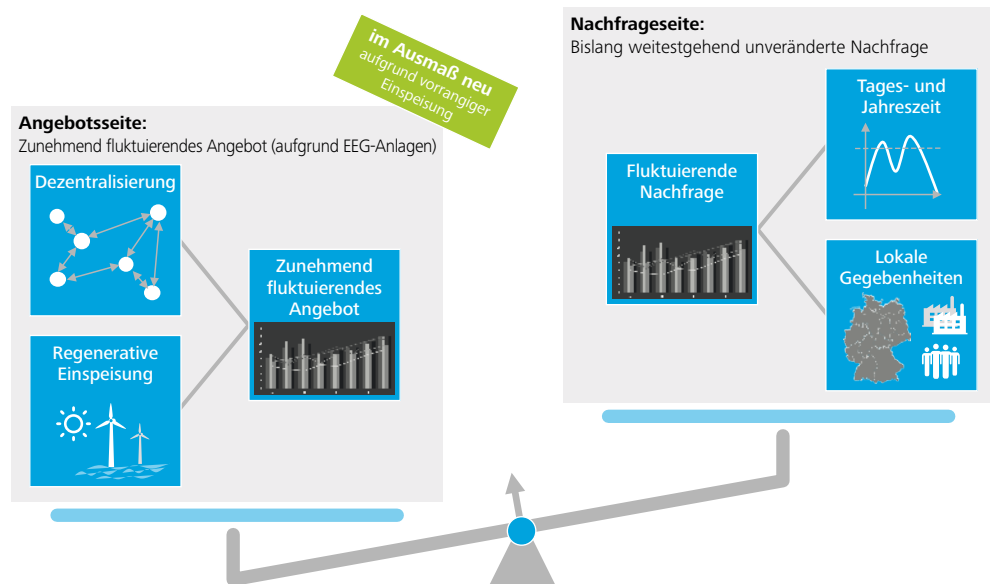 im Ausmaß neu
aufgrund vorrangiger
Einspeisung
Angebotsseite:
Zunehmend fluktuierendes Angebot (aufgrund EEG-Anlagen)
Dezentralisierung
Regenerative
Einspeisung
Zunehmend
fluktuierendes
Angebot
Nachfrageseite:
Bislang weitestgehend unveränderte Nachfrage
Fluktuierende
Nachfrage
Tages- und
Jahreszeit
Lokale
Gegebenheiten